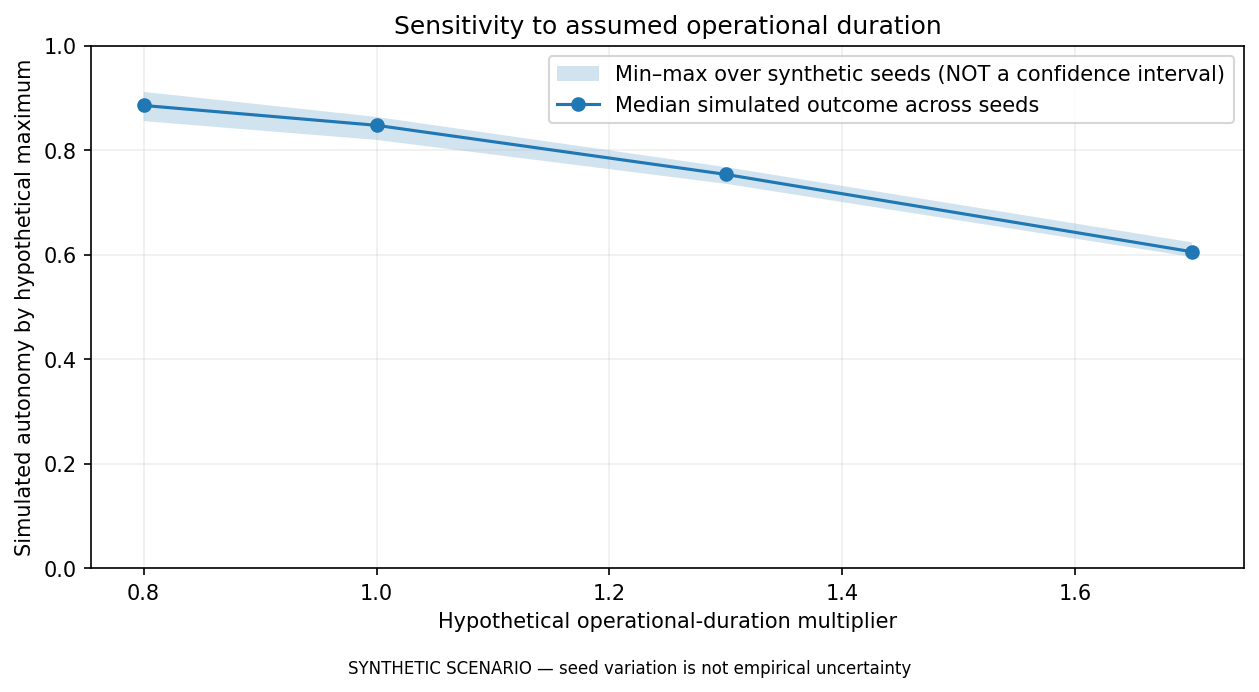 Sensitivity to assumed operational duration
Min–max over synthetic seeds (NOT a confidence interval)
Median simulated outcome across seeds
Simulated autonomy by hypothetical maximum
1.0
0.8
0.6
0.4
0.2
0.0
0.8
1.0
1.2
1.4
1.6
Hypothetical operational-duration multiplier
SYNTHETIC SCENARIO — seed variation is not empirical uncertainty